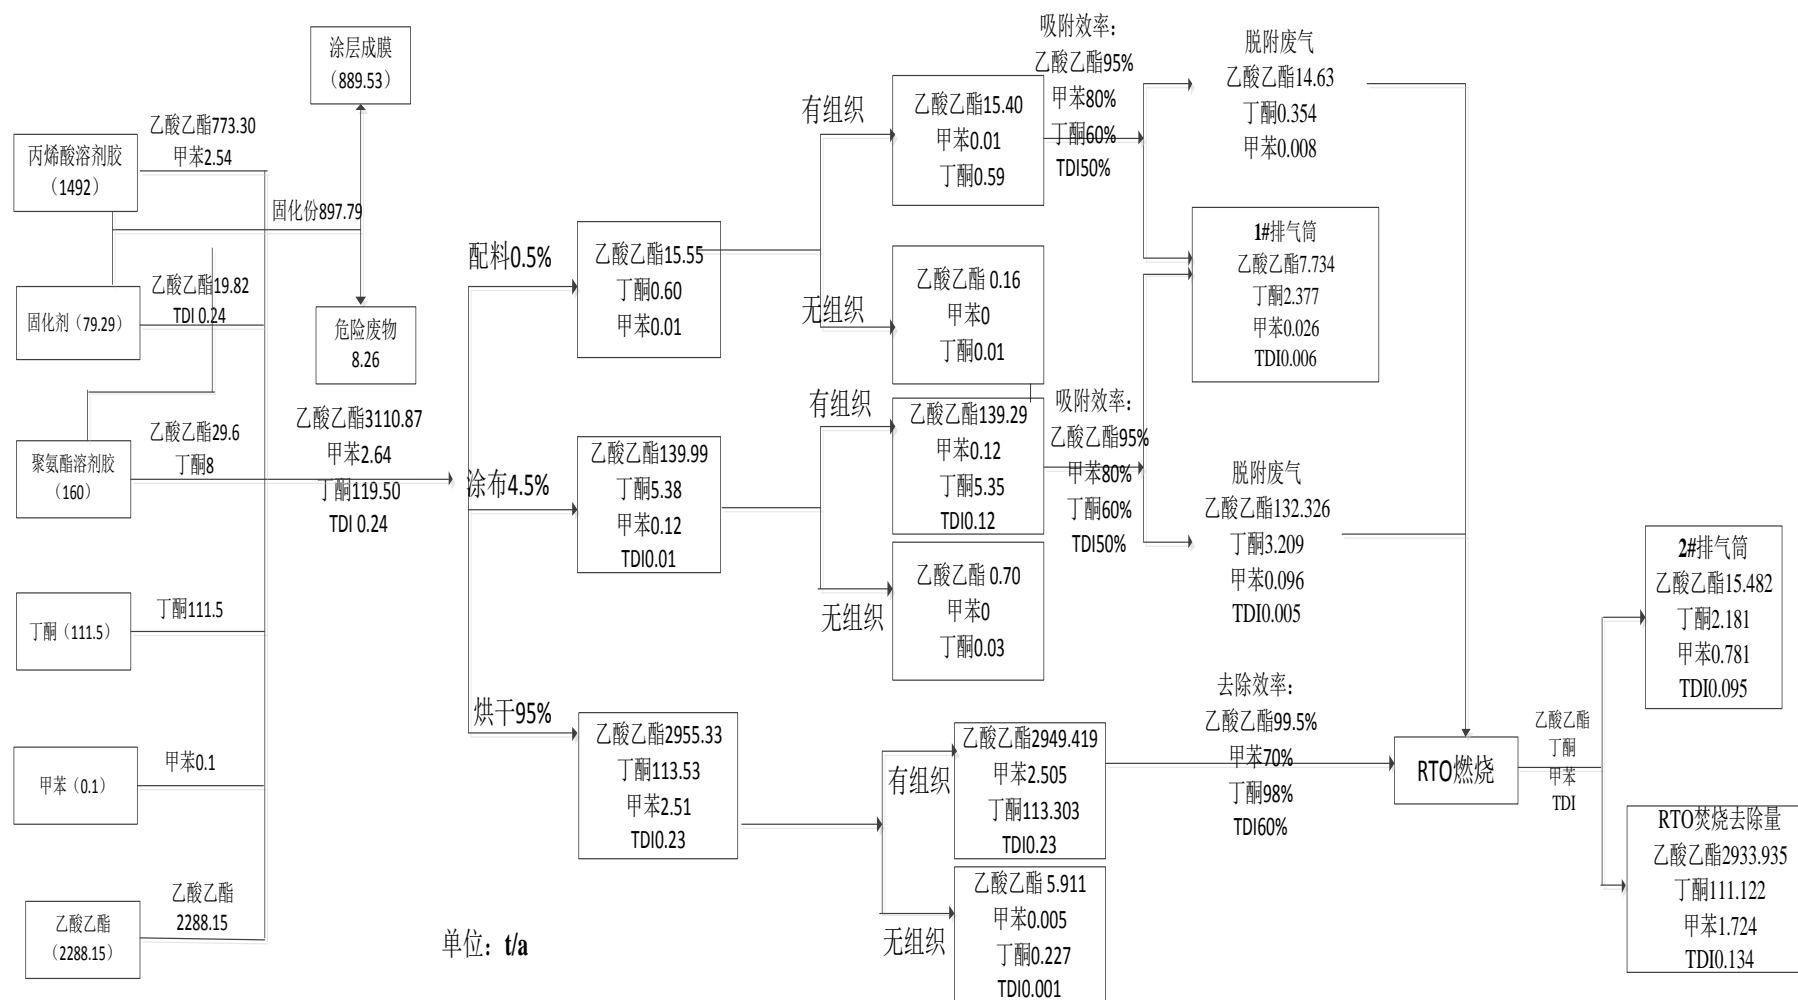 涂层成膜
（889.53）
乙酸乙酯773.30
甲苯2.54
丙烯酸溶剂胶
（1492）
固化份897.79
乙酸乙酯19.82
TDI 0.24
固化剂（79.29）
危险废物
8.26
乙酸乙酯29.6
丁酮8
聚氨酯溶剂胶
（160）
乙酸乙酯3110.87
甲苯2.64
丁酮119.50
TDI 0.24
丁酮111.5
丁酮（111.5）
甲苯0.1
甲苯（0.1）
乙酸乙酯
2288.15
乙酸乙酯
（2288.15）
单位：t/a
配料0.5%
乙酸乙酯15.55
丁酮0.60
甲苯0.01
涂布4.5%
乙酸乙酯139.99
丁酮5.38
甲苯0.12
TDI0.01
烘干95%
乙酸乙酯2955.33
丁酮113.53
甲苯2.51
TDI0.23
有组织
乙酸乙酯15.40
甲苯0.01
丁酮0.59
无组织
乙酸乙酯 0.16
甲苯0
丁酮0.01
有组织
乙酸乙酯139.29
甲苯0.12
丁酮5.35
TDI0.12
无组织
乙酸乙酯 0.70
甲苯0
丁酮0.03
有组织
乙酸乙酯2949.419
甲苯2.505
丁酮113.303
TDI0.23
无组织
乙酸乙酯 5.911
甲苯0.005
丁酮0.227
TDI0.001
吸附效率：
乙酸乙酯95%
甲苯80%
丁酮60%
TDI50%
脱附废气
乙酸乙酯14.63
丁酮0.354
甲苯0.008
1#排气筒
乙酸乙酯7.734
丁酮2.377
甲苯0.026
TDI0.006
吸附效率：
乙酸乙酯95%
甲苯80%
丁酮60%
TDI50%
脱附废气
乙酸乙酯132.326
丁酮3.209
甲苯0.096
TDI0.005
去除效率：
乙酸乙酯99.5%
甲苯70%
丁酮98%
TDI60%
RTO燃烧
乙酸乙酯
丁酮
甲苯
TDI
2#排气筒
乙酸乙酯15.482
丁酮2.181
甲苯0.781
TDI0.095
RTO焚烧去除量
乙酸乙酯2933.935
丁酮111.122
甲苯1.724
TDI0.134